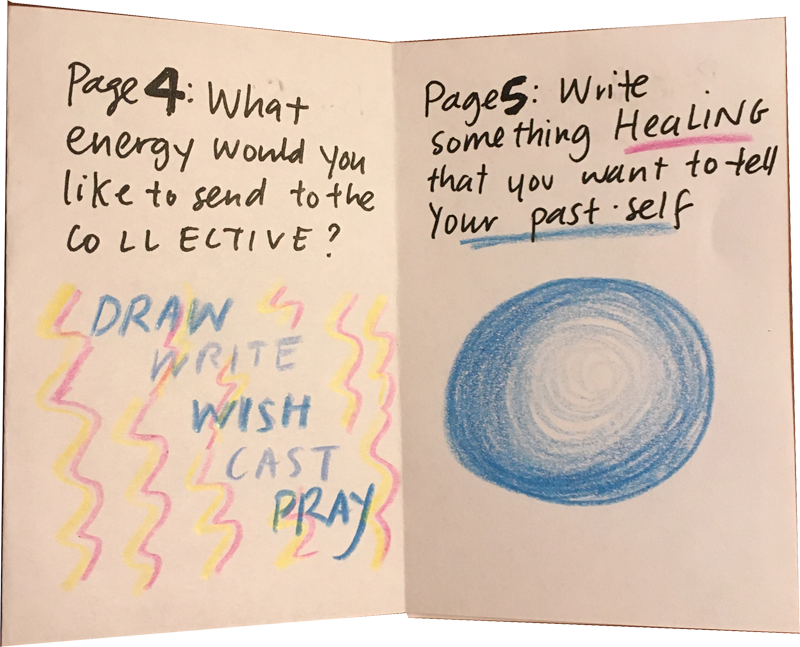 Page 4: What
energy would you
like to send to the
COLLECTIVE?
DRAW
WRITE
WISH
CAST
PRAY
Page 5: Write
something HeaLiNG
that you want to tell
Your past·self